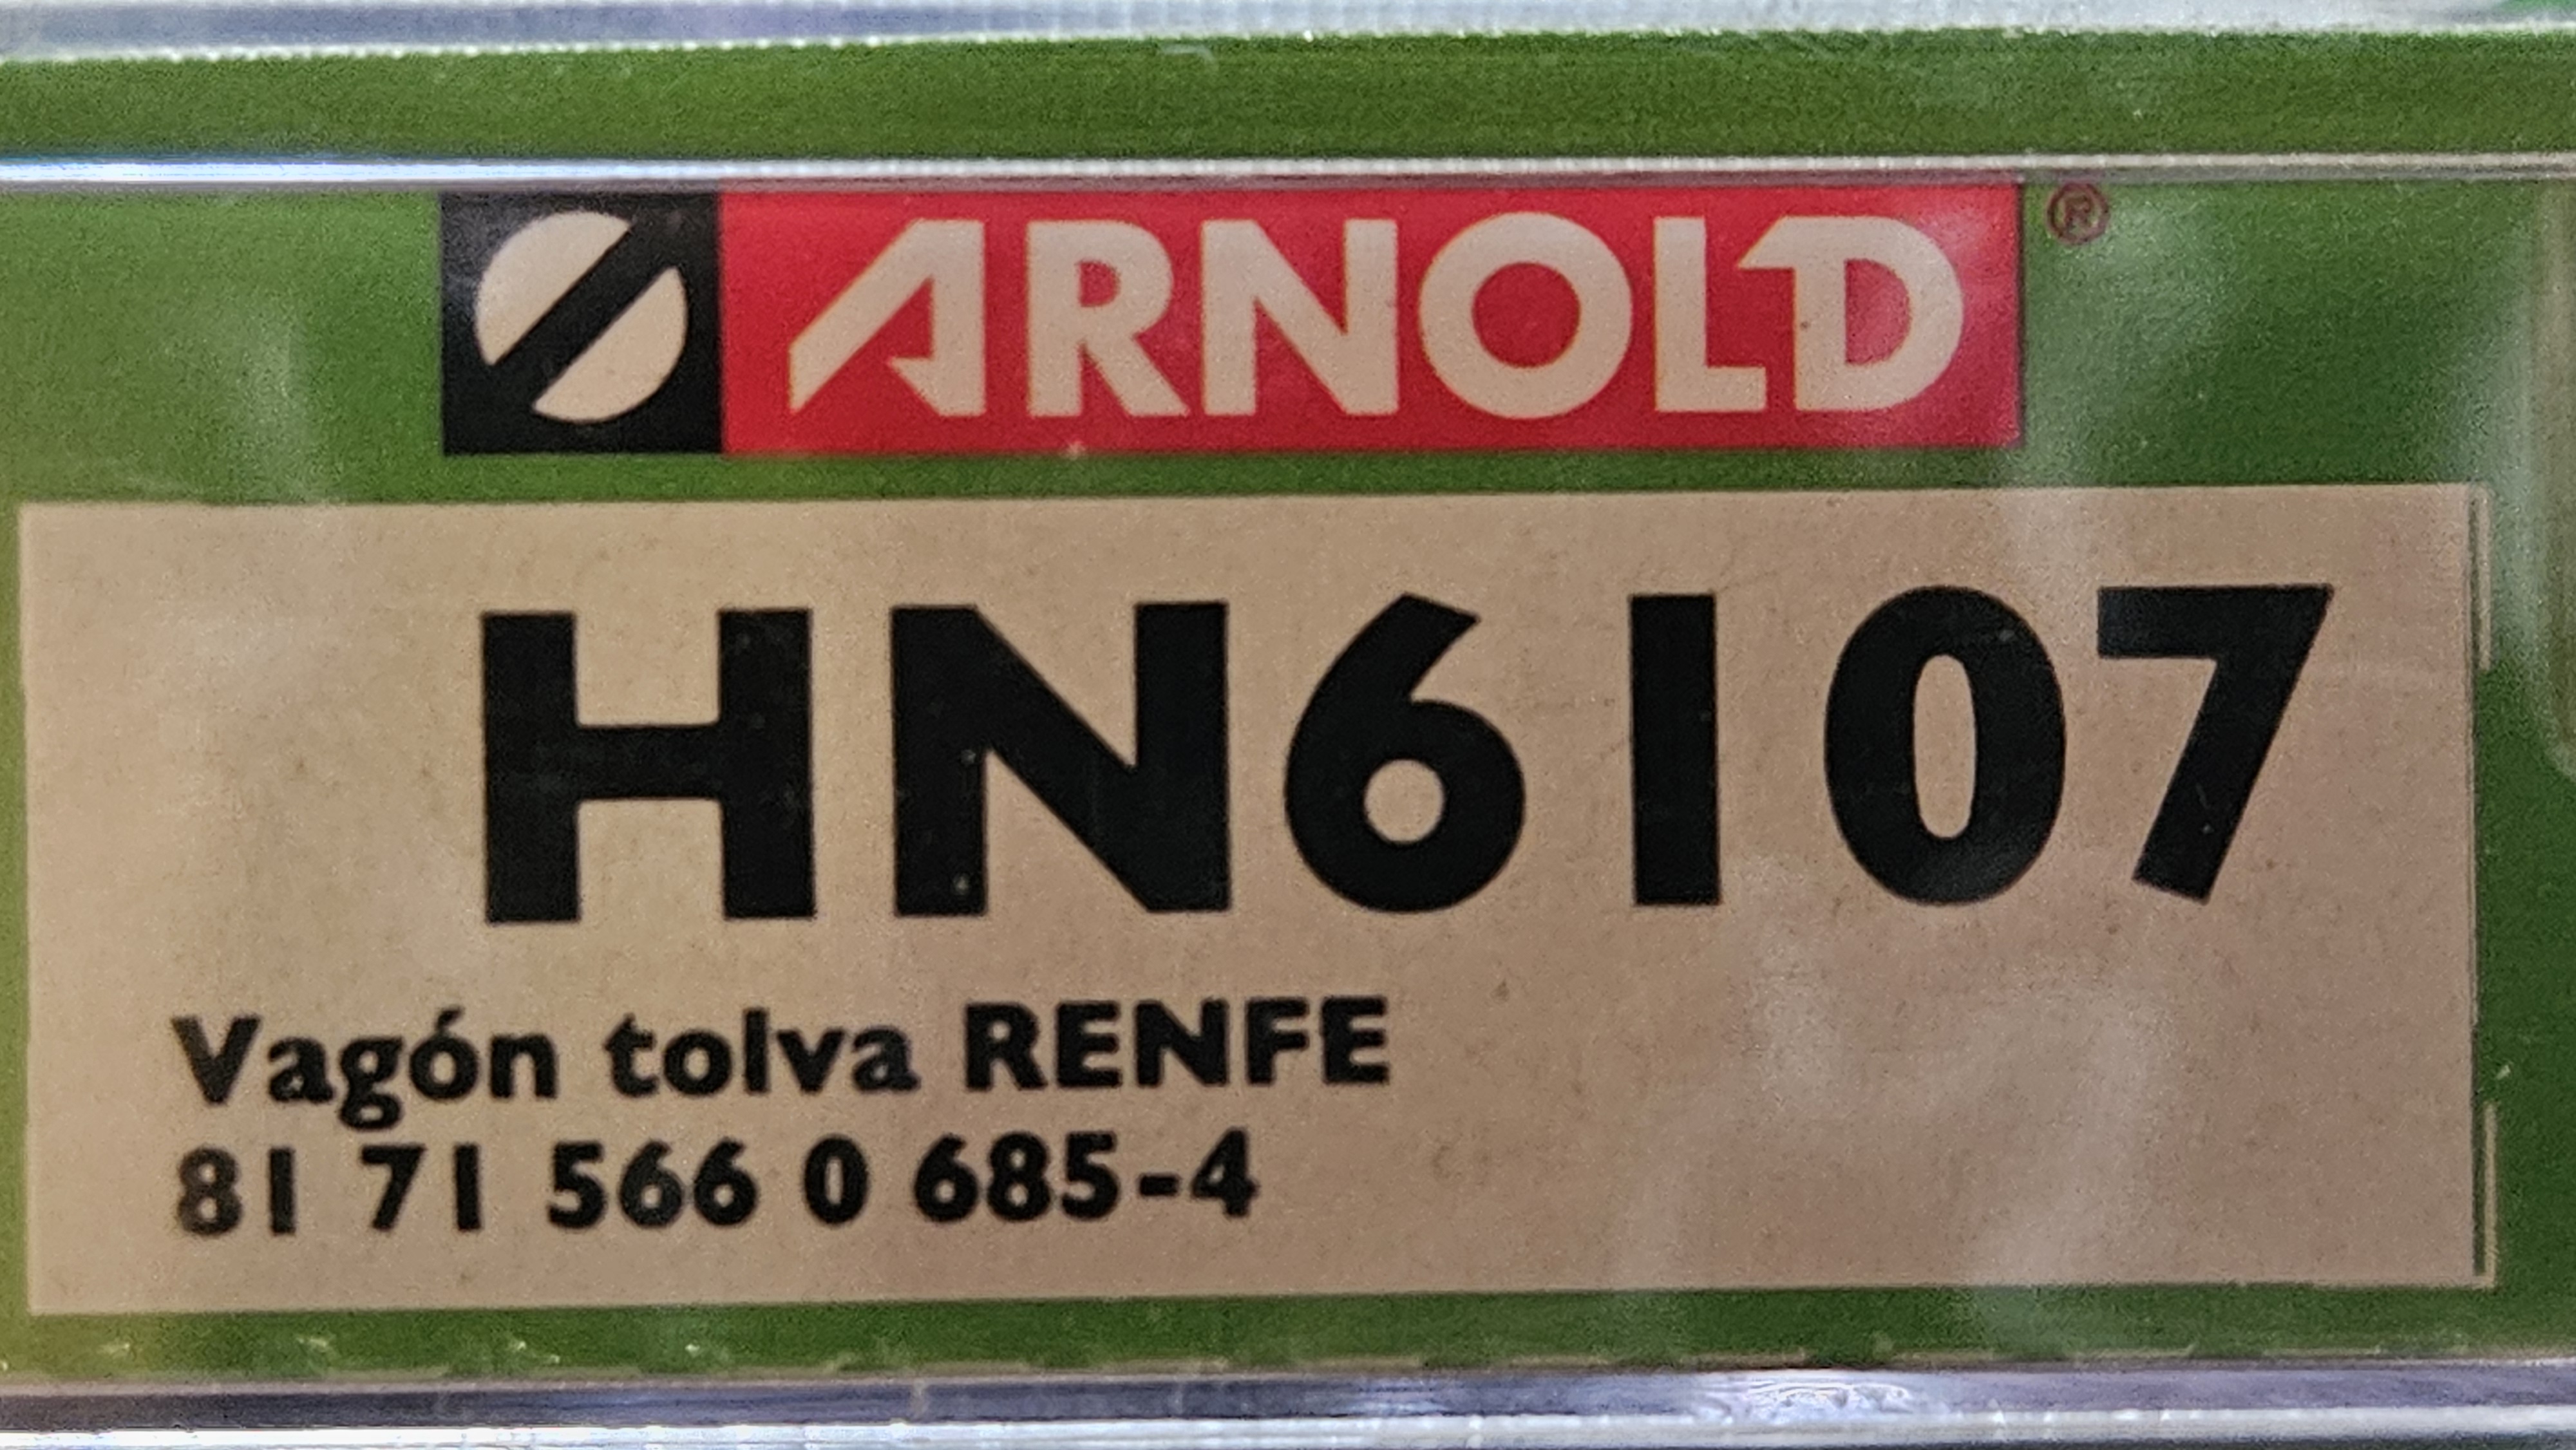 ARNOLD ®
HN6107
Vagón tolva RENFE
81 71 566 0 685-4